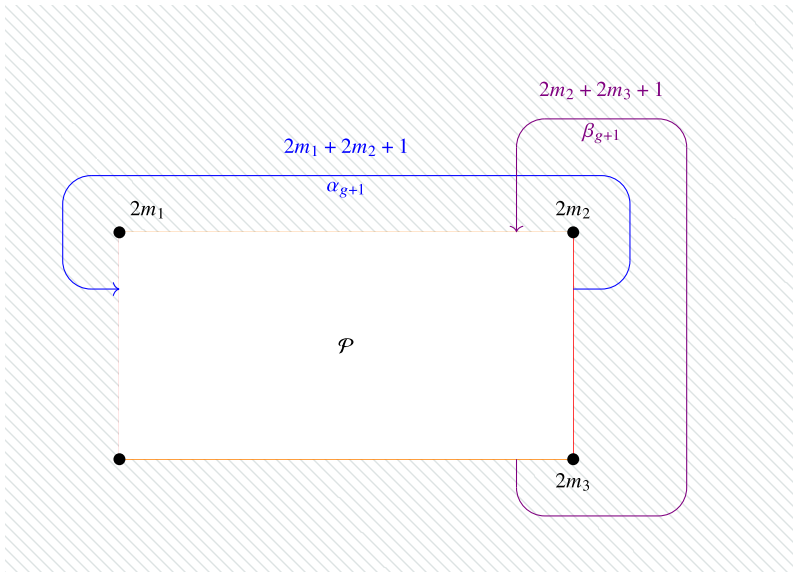 2m₂ + 2m₃ + 1
β_{g+1}
2m₁ + 2m₂ + 1
α_{g+1}
2m₁
2m₂
𝒫
2m₃